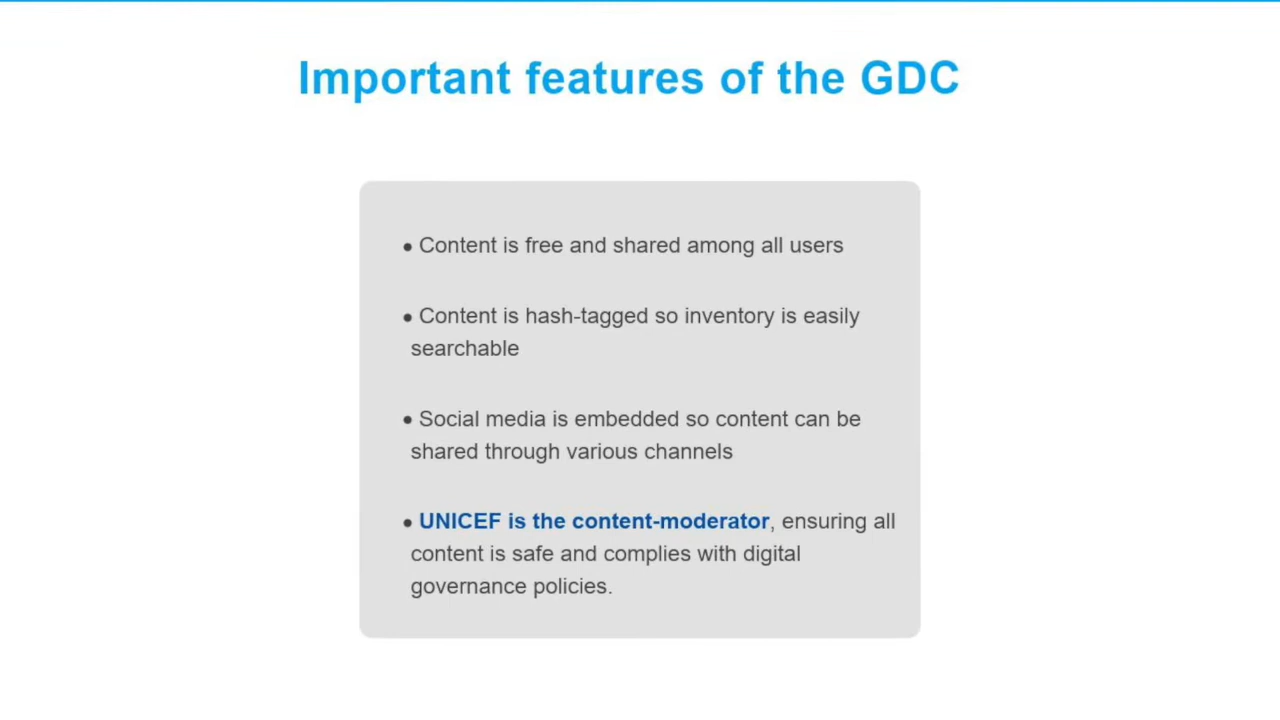 Important features of the GDC
• Content is free and shared among all users
• Content is hash-tagged so inventory is easily
searchable
• Social media is embedded so content can be
shared through various channels
• UNICEF is the content-moderator, ensuring all
content is safe and complies with digital
governance policies.